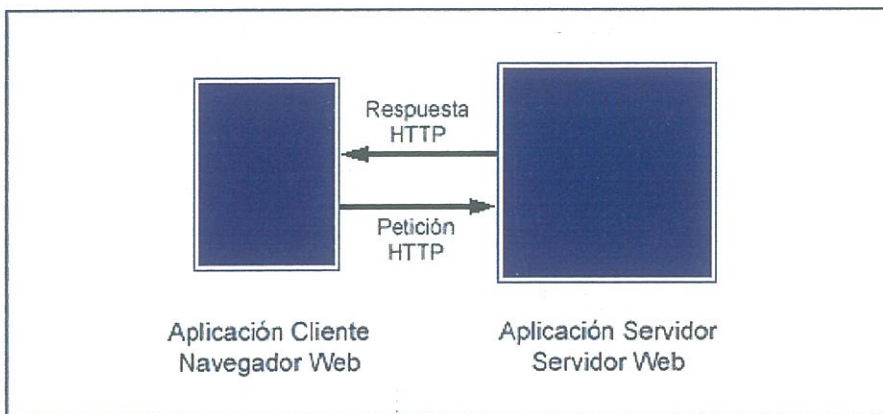 Respuesta
HTTP
Petición
HTTP
Aplicación Cliente
Navegador Web
Aplicación Servidor
Servidor Web